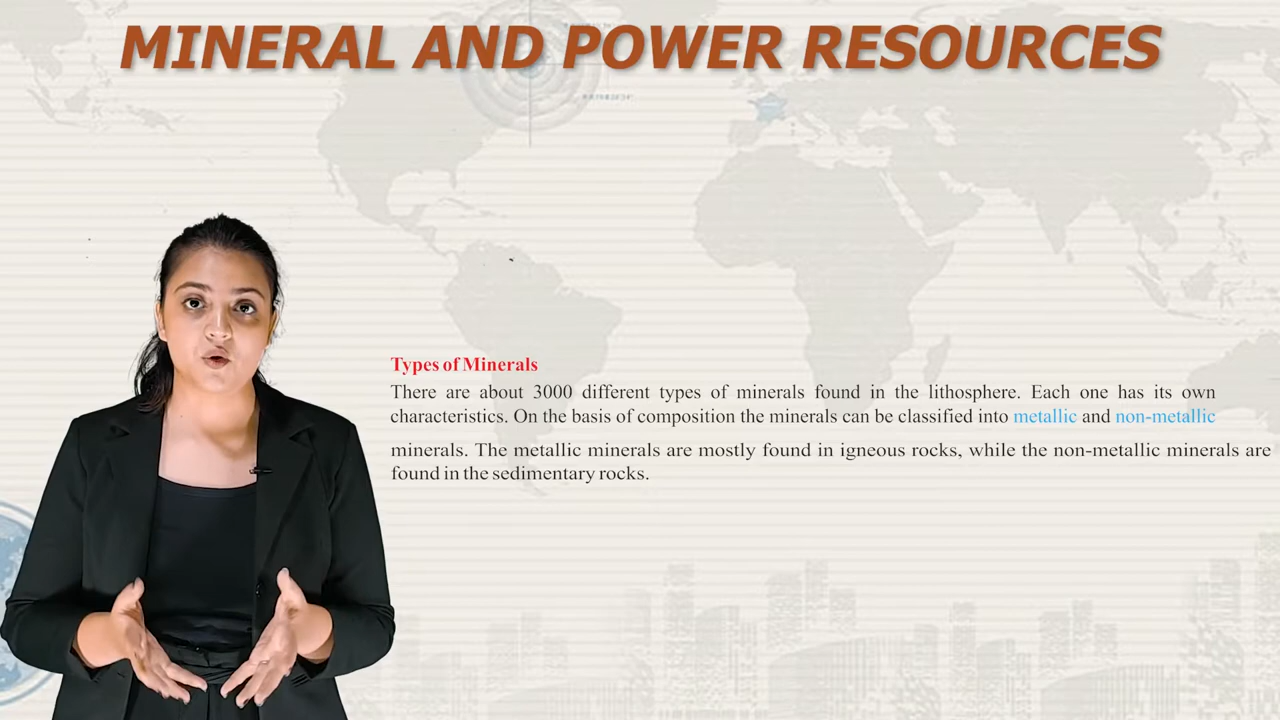 MINERAL AND POWER RESOURCES
Types of Minerals
There are about 3000 different types of minerals found in the lithosphere. Each one has its own
characteristics. On the basis of composition the minerals can be classified into metallic and non-metallic
minerals. The metallic minerals are mostly found in igneous rocks, while the non-metallic minerals are
found in the sedimentary rocks.